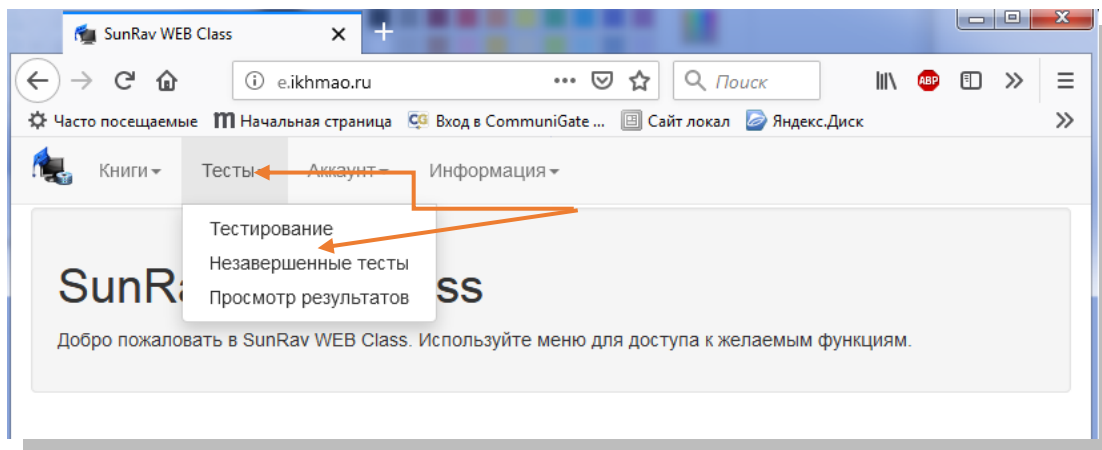 SunRav WEB Class
e.ikhmao.ru
Поиск
ABP
Часто посещаемые Начальная страница CG Вход в CommuniGate ... Сайт локал Яндекс.Диск
Книги Тесты Аккаунт Информация
Тестирование
Незавершенные тесты
Просмотр результатов
SunRa ss
Добро пожаловать в SunRav WEB Class. Используйте меню для доступа к желаемым функциям.